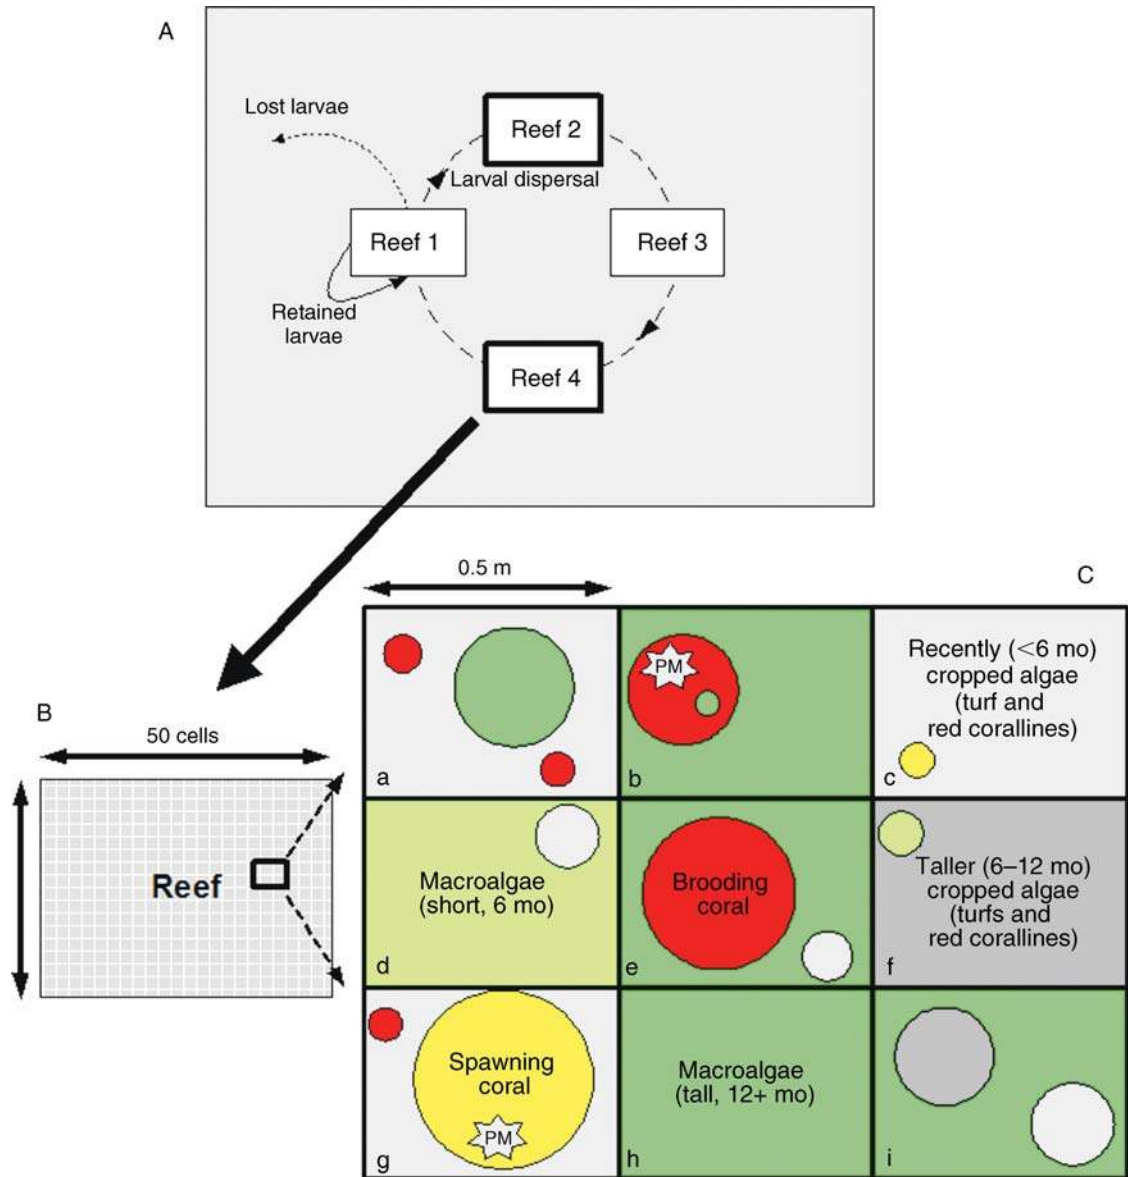 A
Lost larvae
Reef 2
Larval dispersal
Reef 1
Reef 3
Retained
larvae
Reef 4
0.5 m
C
B
50 cells
Reef
a
PM
b
Recently (<6 mo)
cropped algae
(turf and
red corallines)
c
Macroalgae
(short, 6 mo)
d
Brooding
coral
e
Taller (6–12 mo)
cropped algae
(turfs and
red corallines)
f
Spawning
coral
PM
g
Macroalgae
(tall, 12+ mo)
h
i